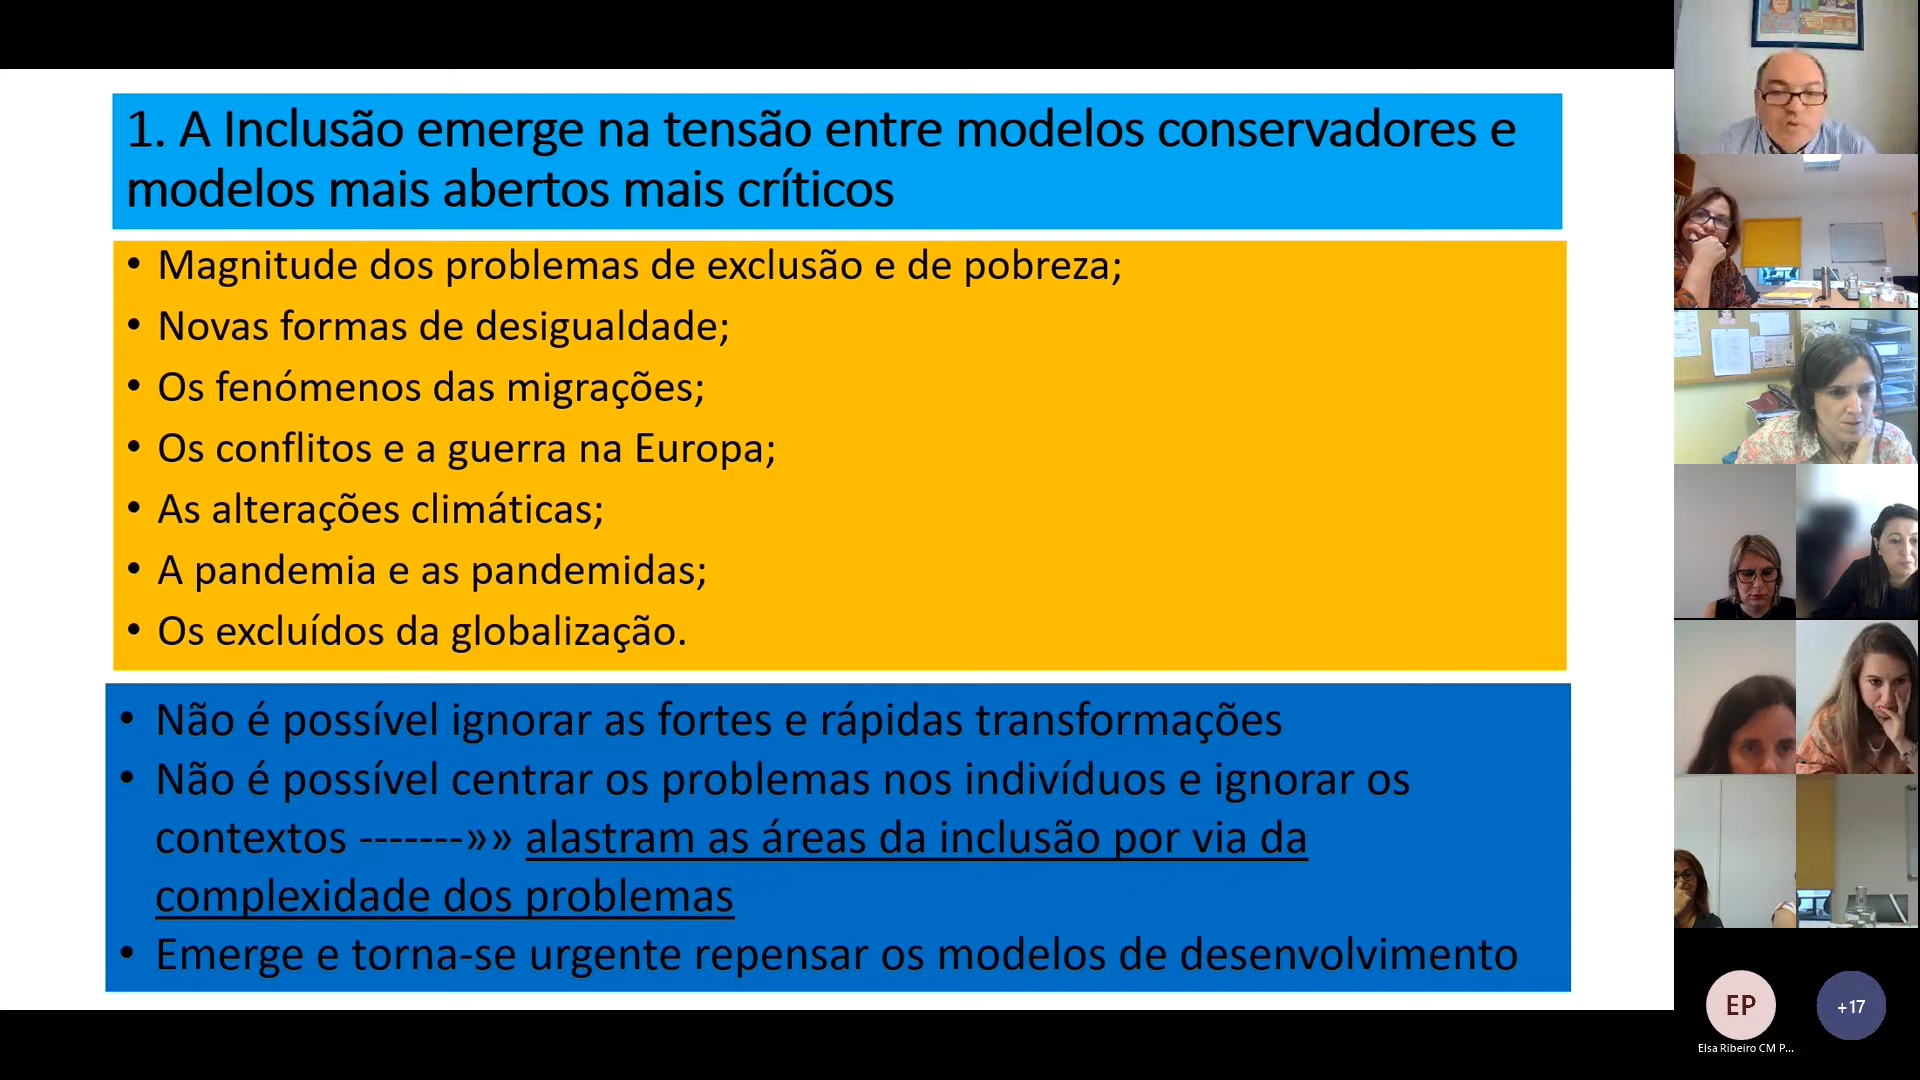 1. A Inclusão emerge na tensão entre modelos conservadores e
modelos mais abertos mais críticos
• Magnitude dos problemas de exclusão e de pobreza;
• Novas formas de desigualdade;
• Os fenómenos das migrações;
• Os conflitos e a guerra na Europa;
• As alterações climáticas;
• A pandemia e as pandemidas;
• Os excluídos da globalização.
• Não é possível ignorar as fortes e rápidas transformações
• Não é possível centrar os problemas nos indivíduos e ignorar os
contextos -------»» alastram as áreas da inclusão por via da
complexidade dos problemas
• Emerge e torna-se urgente repensar os modelos de desenvolvimento
EP
+17
Elsa Ribeiro CM P...